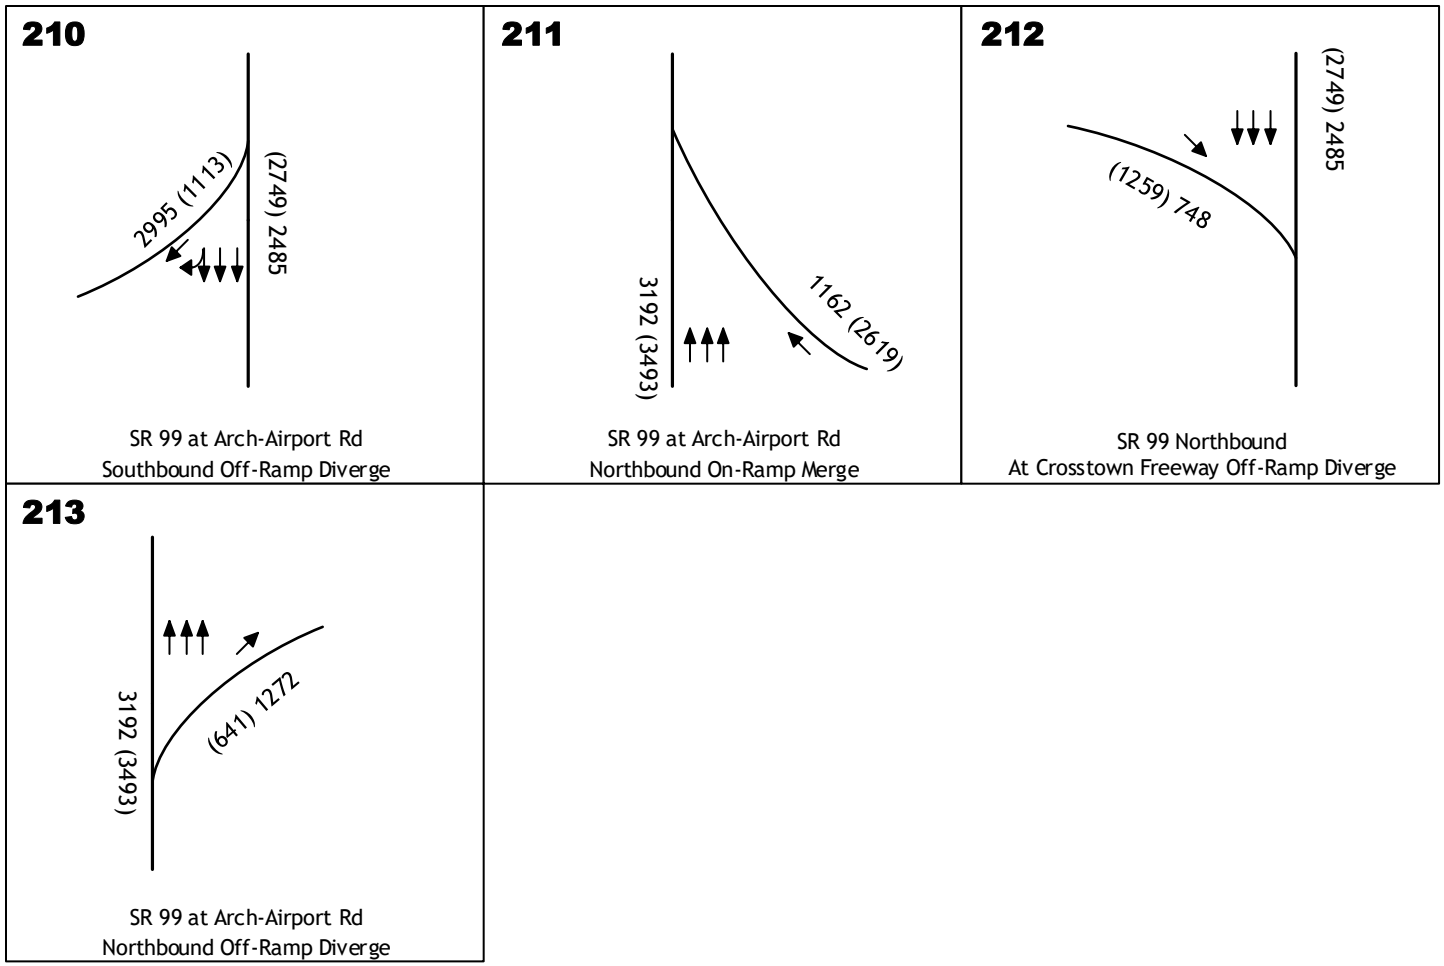 210
2995 (1113)
(2749) 2485
SR 99 at Arch-Airport Rd
Southbound Off-Ramp Diverge
211
3192 (3493)
1162 (2619)
SR 99 at Arch-Airport Rd
Northbound On-Ramp Merge
212
(2749) 2485
(1259) 748
SR 99 Northbound
At Crosstown Freeway Off-Ramp Diverge
213
3192 (3493)
(641) 1272
SR 99 at Arch-Airport Rd
Northbound Off-Ramp Diverge